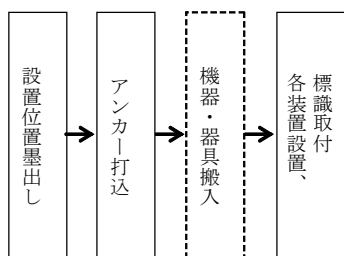 設置位置墨出し
アンカー打込
機器・器具搬入
各装置設置、
標識取付